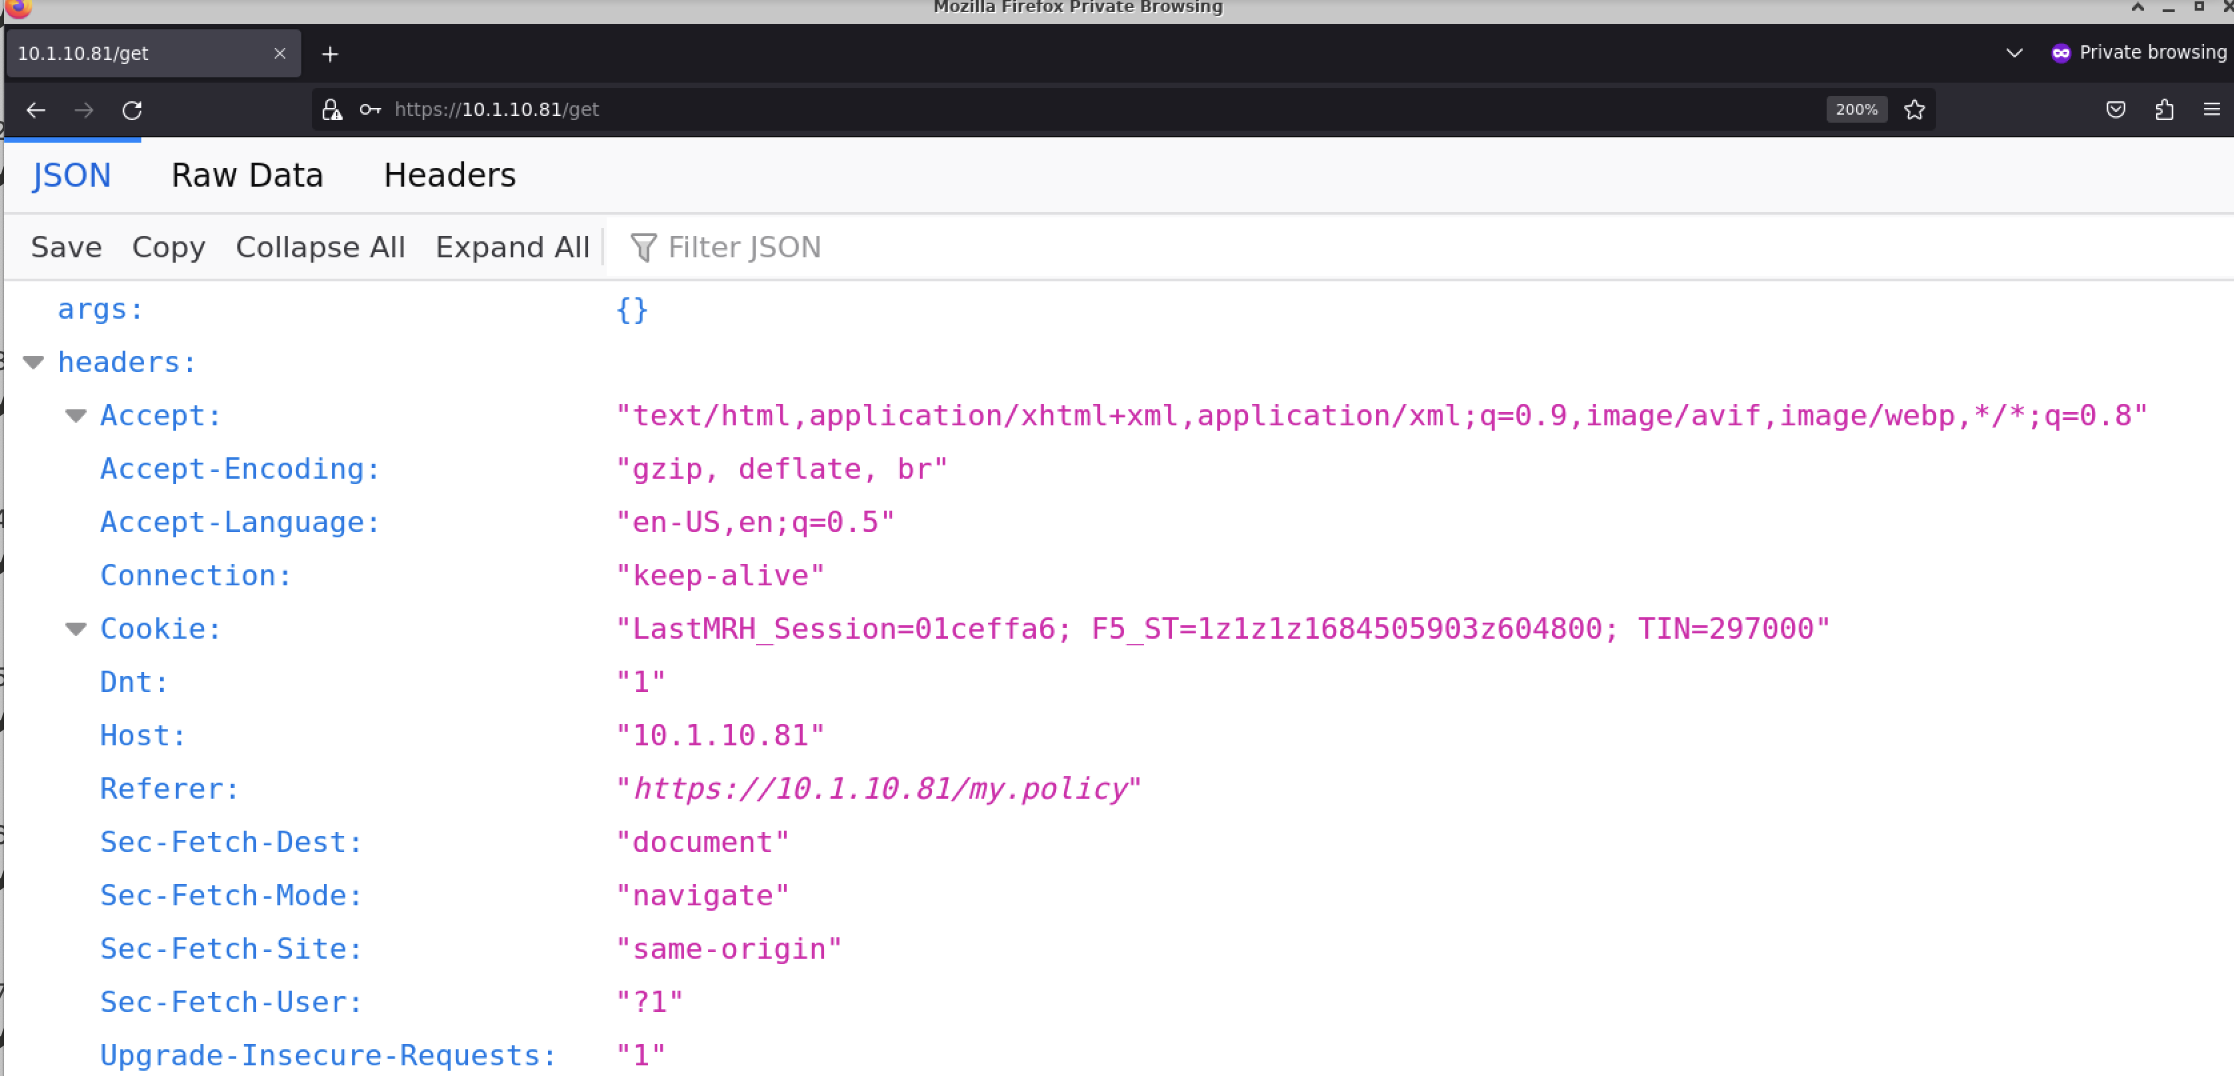 Mozilla Firefox Private Browsing
10.1.10.81/get
Private browsing
https://10.1.10.81/get
200%
JSON Raw Data Headers
Save Copy Collapse All Expand All Filter JSON
args: {}
headers:
Accept: "text/html,application/xhtml+xml,application/xml;q=0.9,image/avif,image/webp,*/*;q=0.8"
Accept-Encoding: "gzip, deflate, br"
Accept-Language: "en-US,en;q=0.5"
Connection: "keep-alive"
Cookie: "LastMRH_Session=01ceffa6; F5_ST=1z1z1z1684505903z604800; TIN=297000"
Dnt: "1"
Host: "10.1.10.81"
Referer: "https://10.1.10.81/my.policy"
Sec-Fetch-Dest: "document"
Sec-Fetch-Mode: "navigate"
Sec-Fetch-Site: "same-origin"
Sec-Fetch-User: "?1"
Upgrade-Insecure-Requests: "1"